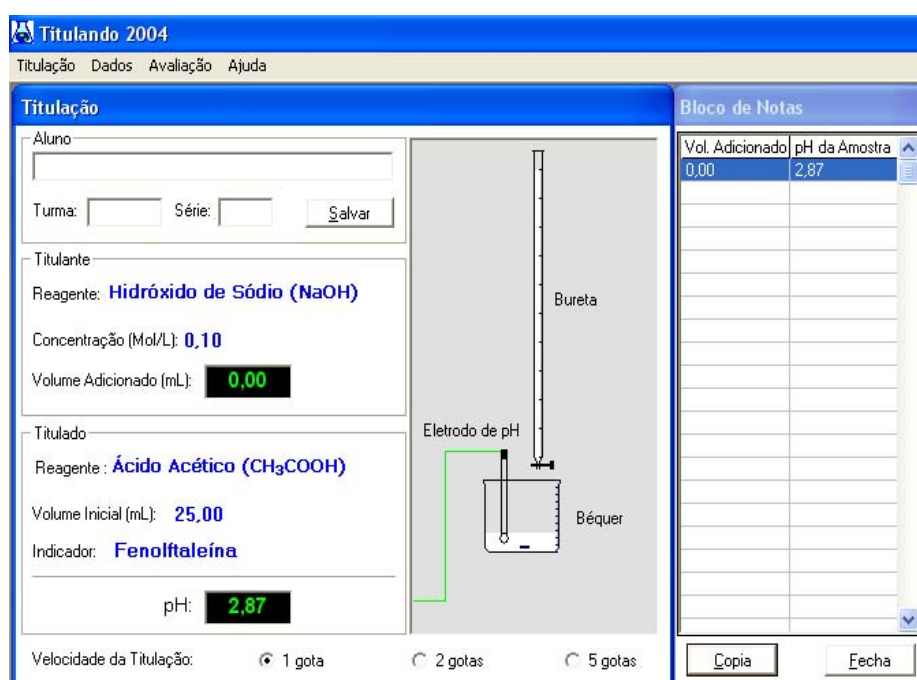 Titulando 2004
Titulação Dados Avaliação Ajuda
Titulação
Aluno
Turma: Série: Salvar
Titulante
Reagente: Hidróxido de Sódio (NaOH)
Concentração (Mol/L): 0,10
Volume Adicionado (mL): 0,00
Titulado
Reagente : Ácido Acético (CH₃COOH)
Volume Inicial (mL): 25,00
Indicador: Fenolftaleína
pH: 2,87
Velocidade da Titulação: 1 gota 2 gotas 5 gotas
Bureta
Eletrodo de pH
Béquer
Bloco de Notas
Vol. Adicionado pH da Amostra
0,00 2,87
Copia Fecha